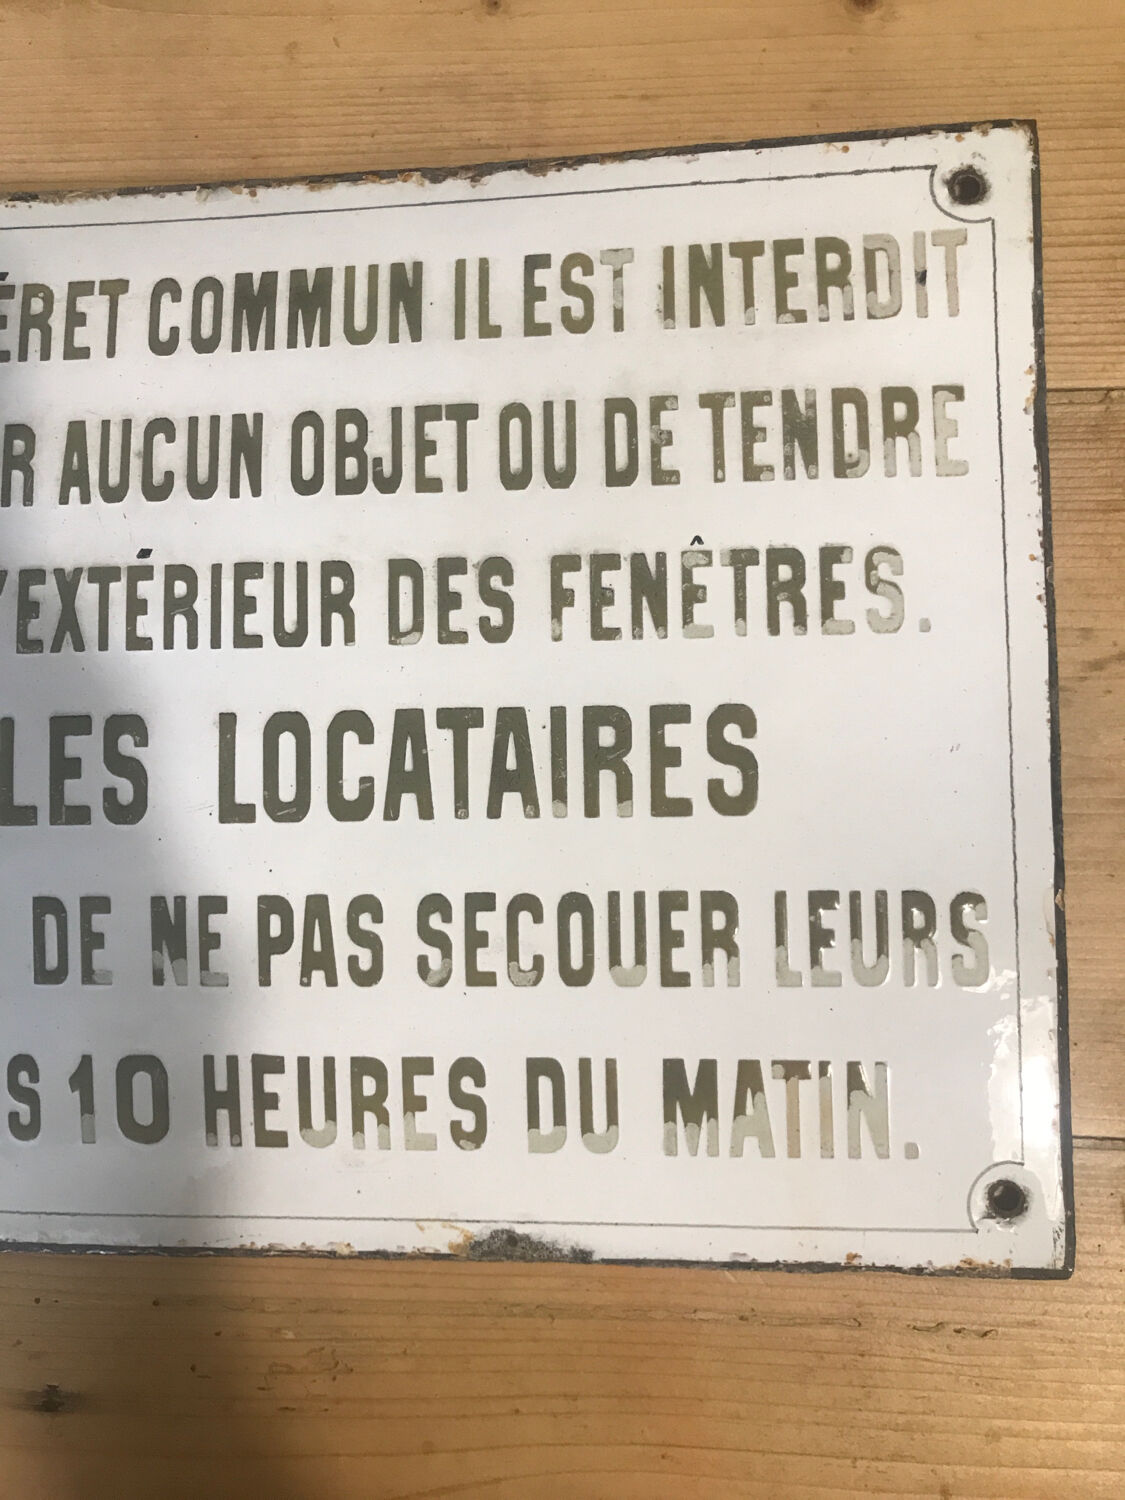 ÉRET COMMUN IL EST INTERDIT
R AUCUN OBJET OU DE TENDRE
'EXTÉRIEUR DES FENÊTRES.
LES LOCATAIRES
DE NE PAS SECOUER LEURS
S 10 HEURES DU MATIN.